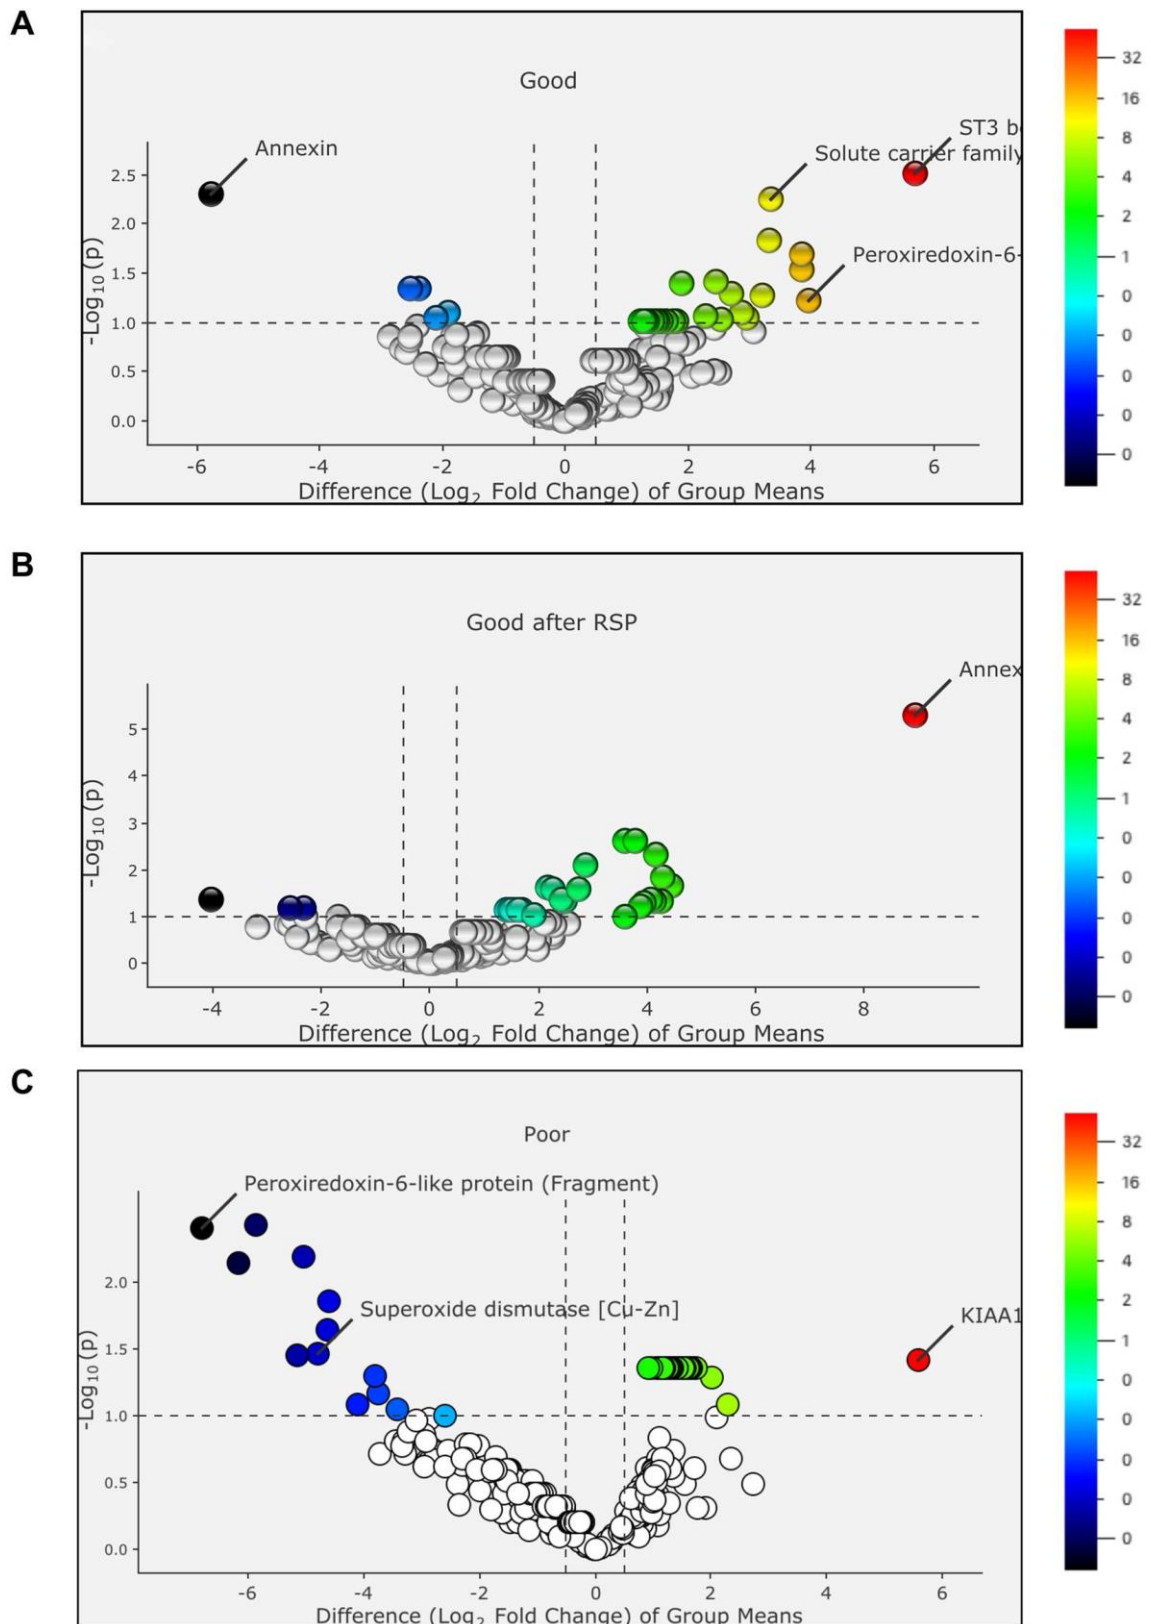 A
Good
Annexin
ST3 b
Solute carrier family
Peroxiredoxin-6-
-Log10 (p)
2.5
2.0
1.5
1.0
0.5
0.0
-6 -4 -2 0 2 4 6
Difference (Log2 Fold Change) of Group Means
32
16
8
4
2
1
0
0
0
0
0
B
Good after RSP
Annex
-Log10 (p)
5
4
3
2
1
0
-4 -2 0 2 4 6 8
Difference (Log2 Fold Change) of Group Means
32
16
8
4
2
1
0
0
0
0
0
C
Poor
Peroxiredoxin-6-like protein (Fragment)
Superoxide dismutase [Cu-Zn]
KIAA1
-Log10 (p)
2.0
1.5
1.0
0.5
0.0
-6 -4 -2 0 2 4 6
Difference (Log2 Fold Change) of Group Means
32
16
8
4
2
1
0
0
0
0
0